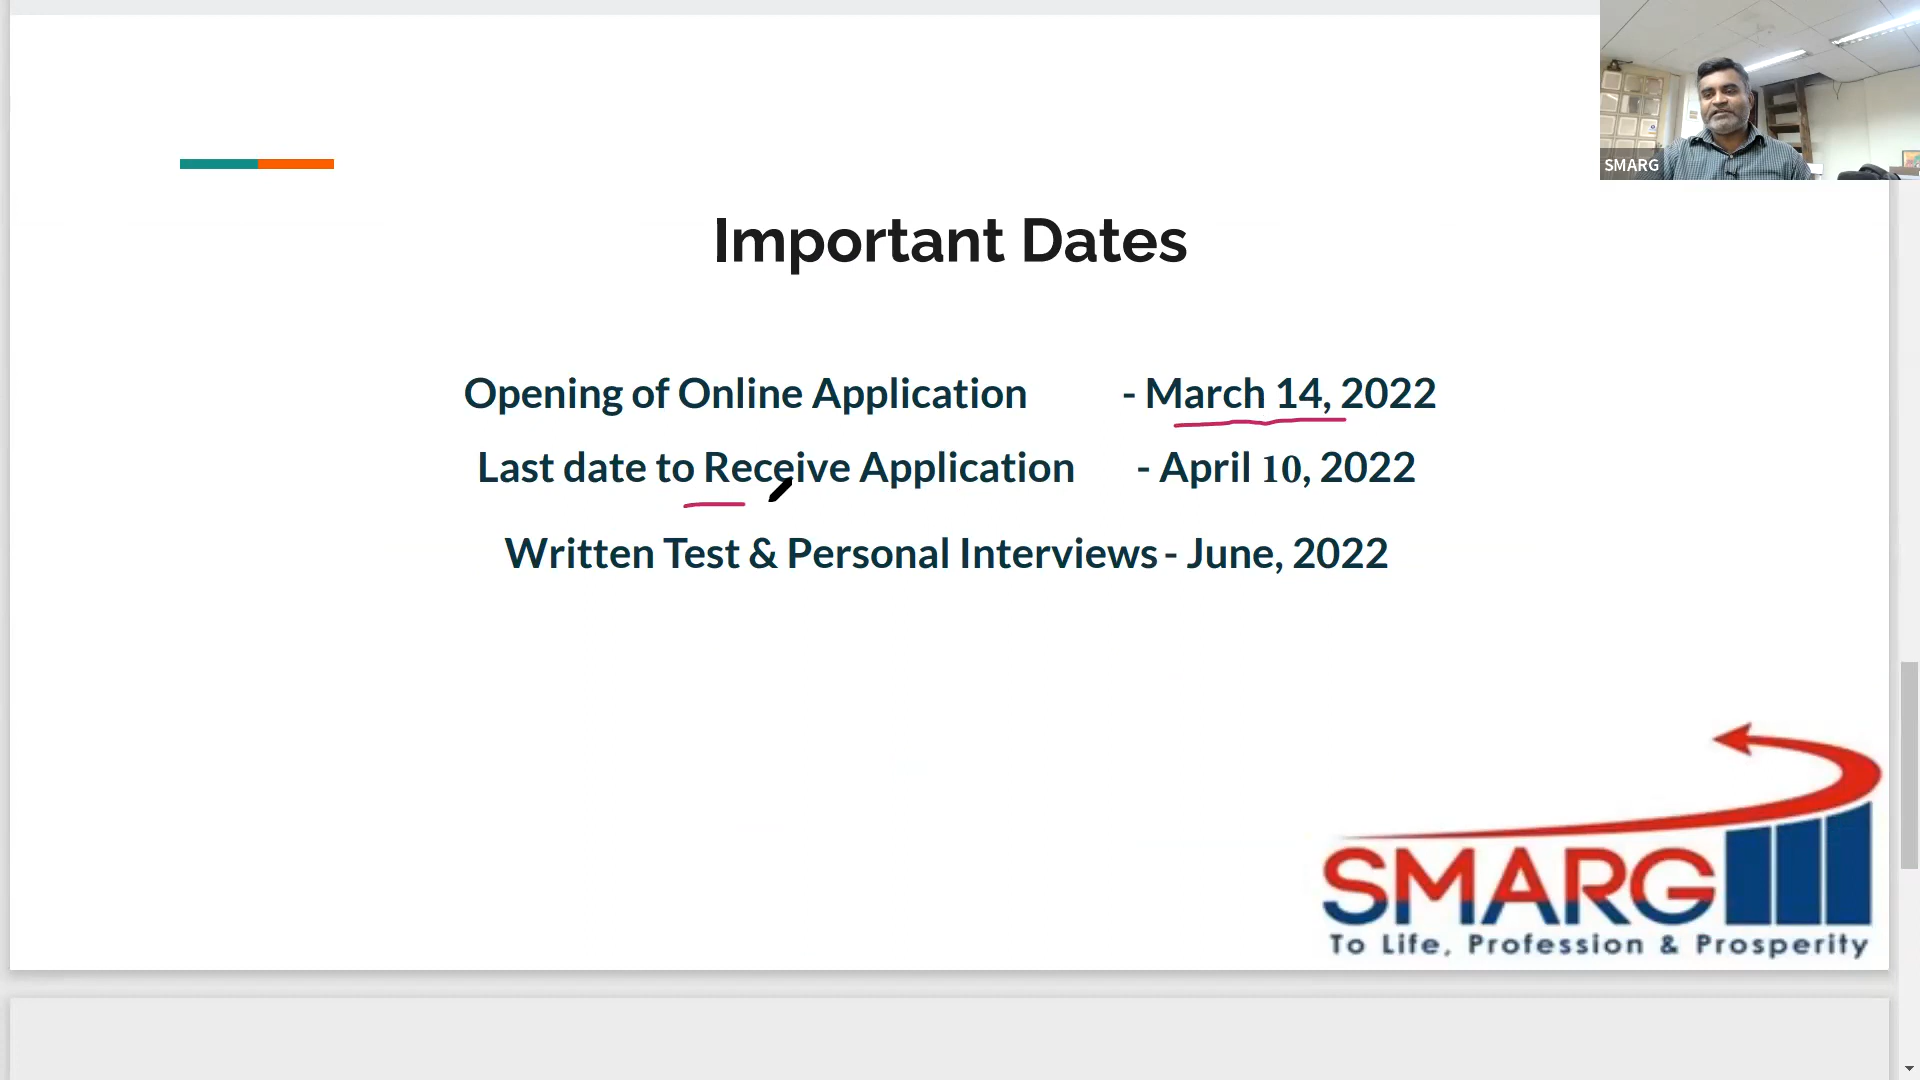 SMARG
Important Dates
Opening of Online Application - March 14, 2022
Last date to Receive Application - April 10, 2022
Written Test & Personal Interviews - June, 2022
SMARG
To Life, Profession & Prosperity